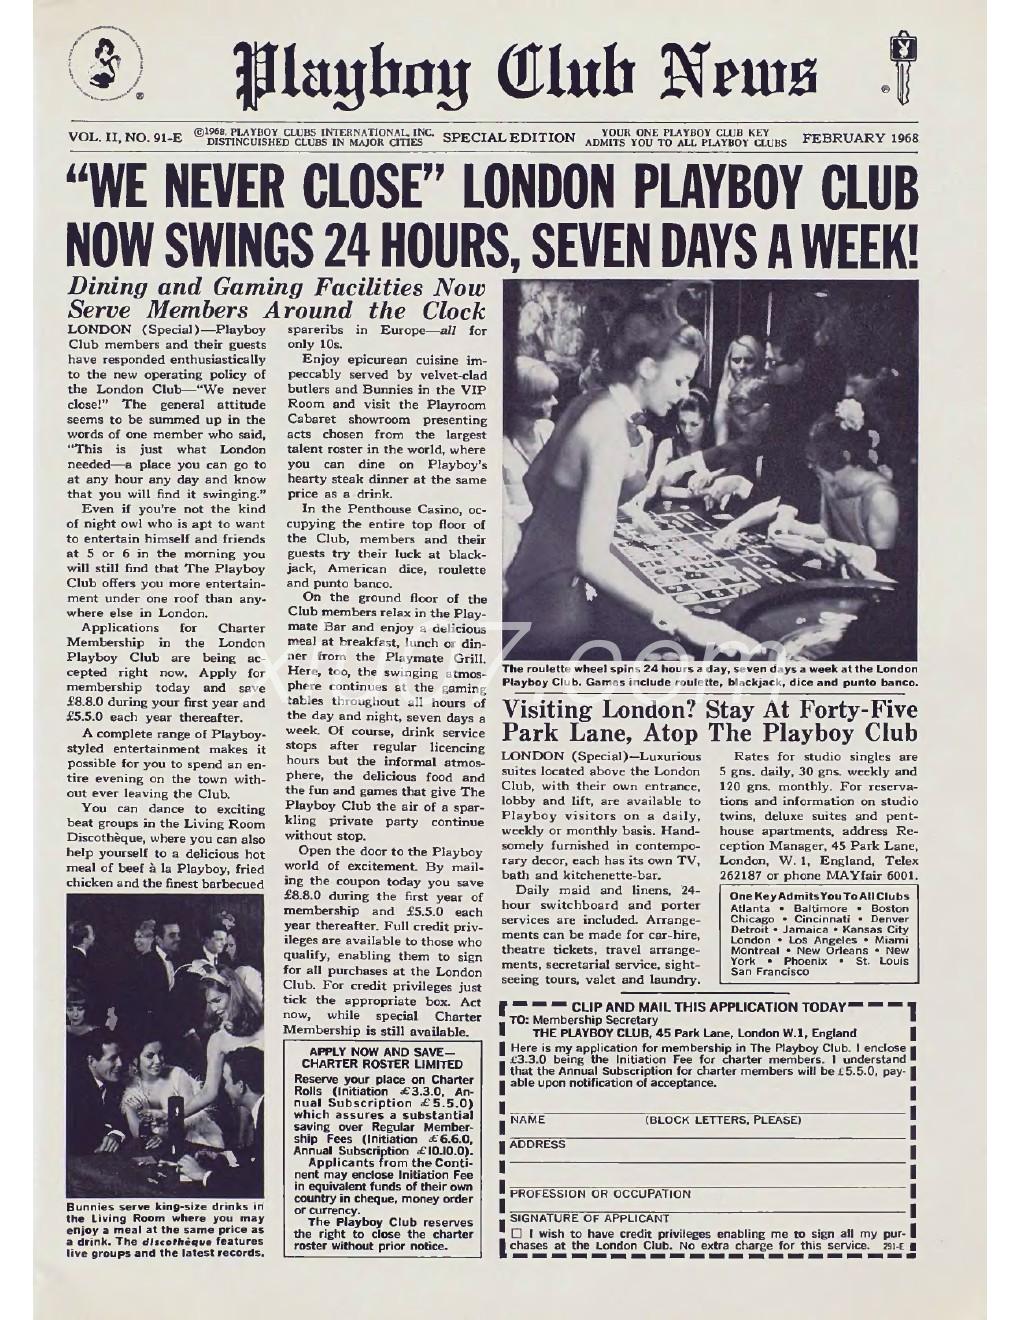 Playboy Club News
VOL. II, NO. 91-E
©1968, PLAYBOY CLUBS INTERNATIONAL, INC.
DISTINGUISHED CLUBS IN MAJOR CITIES
SPECIAL EDITION
YOUR ONE PLAYBOY CLUB KEY
ADMITS YOU TO ALL PLAYBOY CLUBS
FEBRUARY 1968
“WE NEVER CLOSE” LONDON PLAYBOY CLUB
NOW SWINGS 24 HOURS, SEVEN DAYS A WEEK!
Dining and Gaming Facilities Now
Serve Members Around the Clock
LONDON (Special)—Playboy
Club members and their guests
have responded enthusiastically
to the new operating policy of
the London Club—“We never
close!” The general attitude
seems to be summed up in the
words of one member who said,
“This is just what London
needed—a place you can go to
at any hour any day and know
that you will find it swinging.”
Even if you're not the kind
of night owl who is apt to want
to entertain himself and friends
at 5 or 6 in the morning you
will still find that The Playboy
Club offers you more entertain-
ment under one roof than any-
where else in London.
Applications for Charter
Membership in the London
Playboy Club are being ac-
cepted right now. Apply for
membership today and save
£8.8.0 during your first year and
£5.5.0 each year thereafter.
A complete range of Playboy-
styled entertainment makes it
possible for you to spend an en-
tire evening on the town with-
out ever leaving the Club.
You can dance to exciting
beat groups in the Living Room
Discothèque, where you can also
help yourself to a delicious hot
meal of beef à la Playboy, fried
chicken and the finest barbecued
Bunnies serve king-size drinks in
the Living Room where you may
enjoy a meal at the same price as
a drink. The discothèque features
live groups and the latest records.
spareribs in Europe—all for
only 10s.
Enjoy epicurean cuisine im-
peccably served by velvet-clad
butlers and Bunnies in the VIP
Room and visit the Playroom
Cabaret showroom presenting
acts chosen from the largest
talent roster in the world, where
you can dine on Playboy's
hearty steak dinner at the same
price as a drink.
In the Penthouse Casino, oc-
cupying the entire top floor of
the Club, members and their
guests try their luck at black-
jack, American dice, roulette
and punto banco.
On the ground floor of the
Club members relax in the Play-
mate Bar and enjoy a delicious
meal at breakfast, lunch or din-
ner from the Playmate Grill.
Here, too, the swinging atmos-
phere continues at the gaming
tables throughout all hours of
the day and night, seven days a
week. Of course, drink service
stops after regular licencing
hours but the informal atmos-
phere, the delicious food and
the fun and games that give The
Playboy Club the air of a spar-
kling private party continue
without stop.
Open the door to the Playboy
world of excitement. By mail-
ing the coupon today you save
£8.8.0 during the first year of
membership and £5.5.0 each
year thereafter. Full credit priv-
ileges are available to those who
qualify, enabling them to sign
for all purchases at the London
Club. For credit privileges just
tick the appropriate box. Act
now, while special Charter
Membership is still available.
APPLY NOW AND SAVE—
CHARTER ROSTER LIMITED
Reserve your place on Charter
Rolls (Initiation £3.3.0, An-
nual Subscription £5.5.0)
which assures a substantial
saving over Regular Member-
ship Fees (Initiation £6.6.0,
Annual Subscription £10.10.0).
Applicants from the Conti-
nent may enclose Initiation Fee
in equivalent funds of their own
country in cheque, money order
or currency.
The Playboy Club reserves
the right to close the charter
roster without prior notice.
The roulette wheel spins 24 hours a day, seven days a week at the London
Playboy Club. Games include roulette, blackjack, dice and punto banco.
Visiting London? Stay At Forty-Five
Park Lane, Atop The Playboy Club
LONDON (Special)—Luxurious
suites located above the London
Club, with their own entrance,
lobby and lift, are available to
Playboy visitors on a daily,
weekly or monthly basis. Hand-
somely furnished in contempo-
rary decor, each has its own TV,
bath and kitchenette-bar.
Daily maid and linens, 24-
hour switchboard and porter
services are included. Arrange-
ments can be made for car-hire,
theatre tickets, travel arrange-
ments, secretarial service, sight-
seeing tours, valet and laundry.
Rates for studio singles are
5 gns. daily, 30 gns. weekly and
120 gns. monthly. For reserva-
tions and information on studio
twins, deluxe suites and pent-
house apartments, address Re-
ception Manager, 45 Park Lane,
London, W. 1, England, Telex
262187 or phone MAYfair 6001.
One Key Admits You To All Clubs
Atlanta • Baltimore • Boston
Chicago • Cincinnati • Denver
Detroit • Jamaica • Kansas City
London • Los Angeles • Miami
Montreal • New Orleans • New
York • Phoenix • St. Louis
San Francisco
CLIP AND MAIL THIS APPLICATION TODAY
TO: Membership Secretary
THE PLAYBOY CLUB, 45 Park Lane, London W.1, England
Here is my application for membership in The Playboy Club. I enclose
£3.3.0 being the Initiation Fee for charter members. I understand
that the Annual Subscription for charter members will be £5.5.0, pay-
able upon notification of acceptance.
NAME (BLOCK LETTERS, PLEASE)
ADDRESS
PROFESSION OR OCCUPATION
SIGNATURE OF APPLICANT
☐ I wish to have credit privileges enabling me to sign all my pur-
chases at the London Club. No extra charge for this service. 291-E